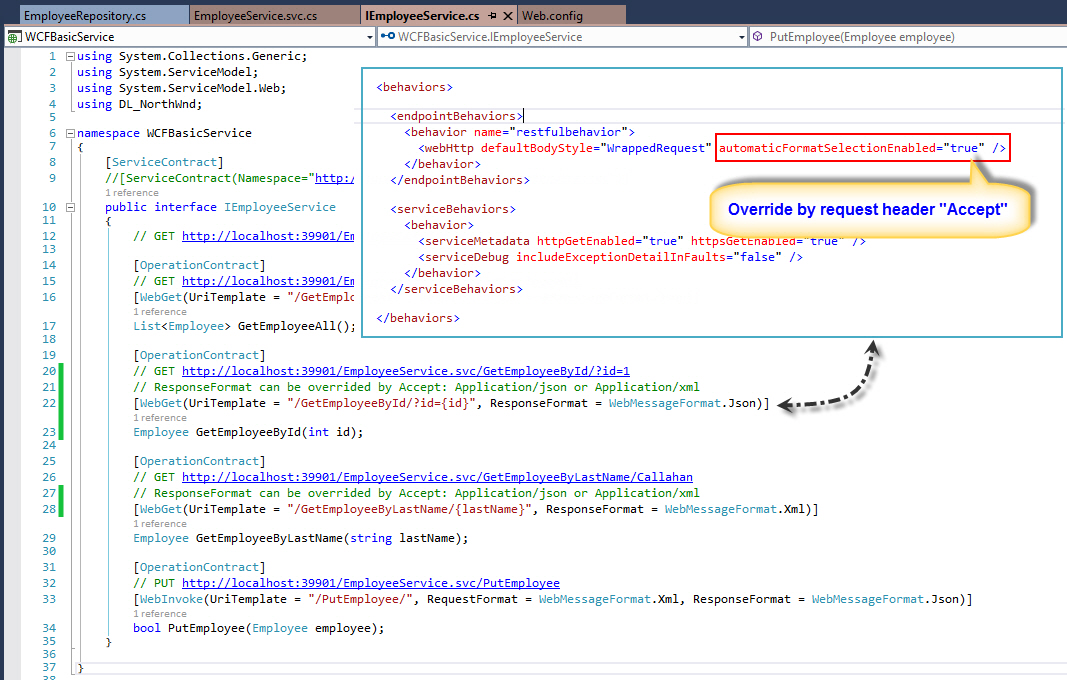 EmployeeRepository.cs EmployeeService.svc.cs IEmployeeService.cs Web.config
WCFBasicService WCFBasicService.IEmployeeService PutEmployee(Employee employee)
1 using System.Collections.Generic;
2 using System.ServiceModel;
3 using System.ServiceModel.Web;
4 using DL_NorthWnd;
5
6 namespace WCFBasicService
7 {
8 [ServiceContract]
9 //[ServiceContract(Namespace="http:/
1 reference
10 public interface IEmployeeService
11 {
12 // GET http://localhost:39901/Em
13
14 [OperationContract]
15 // GET http://localhost:39901/Em
16 [WebGet(UriTemplate = "/GetEmplo
1 reference
17 List<Employee> GetEmployeeAll();
18
19 [OperationContract]
20 // GET http://localhost:39901/EmployeeService.svc/GetEmployeeById/?id=1
21 // ResponseFormat can be overrided by Accept: Application/json or Application/xml
22 [WebGet(UriTemplate = "/GetEmployeeById/?id={id}", ResponseFormat = WebMessageFormat.Json)]
1 reference
23 Employee GetEmployeeById(int id);
24
25 [OperationContract]
26 // GET http://localhost:39901/EmployeeService.svc/GetEmployeeByLastName/Callahan
27 // ResponseFormat can be overrided by Accept: Application/json or Application/xml
28 [WebGet(UriTemplate = "/GetEmployeeByLastName/{lastName}", ResponseFormat = WebMessageFormat.Xml)]
1 reference
29 Employee GetEmployeeByLastName(string lastName);
30
31 [OperationContract]
32 // PUT http://localhost:39901/EmployeeService.svc/PutEmployee
33 [WebInvoke(UriTemplate = "/PutEmployee/", RequestFormat = WebMessageFormat.Xml, ResponseFormat = WebMessageFormat.Json)]
1 reference
34 bool PutEmployee(Employee employee);
35 }
36
37 }
38
<behaviors>
<endpointBehaviors>
<behavior name="restfulbehavior">
<webHttp defaultBodyStyle="WrappedRequest" automaticFormatSelectionEnabled="true" />
</behavior>
</endpointBehaviors>
<serviceBehaviors>
<behavior>
<serviceMetadata httpGetEnabled="true" httpsGetEnabled="true" />
<serviceDebug includeExceptionDetailInFaults="false" />
</behavior>
</serviceBehaviors>
</behaviors>
Override by request header "Accept"